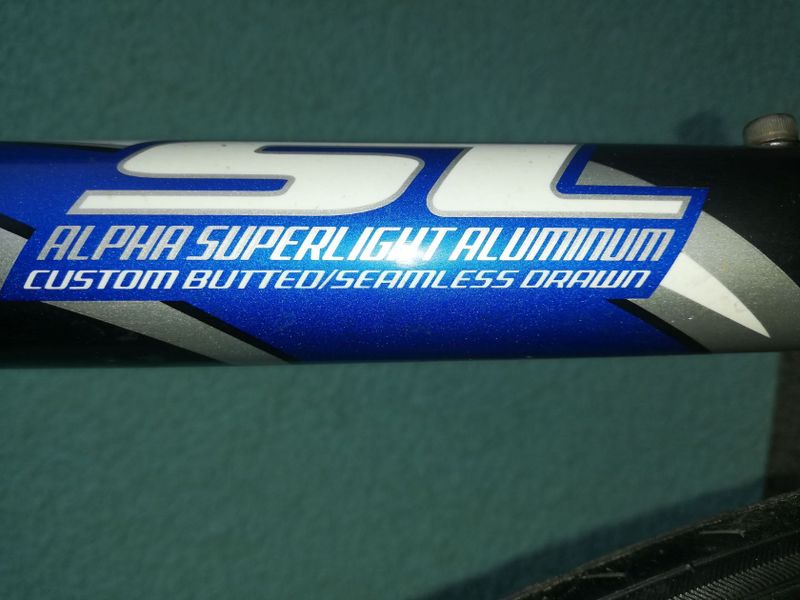 SL
ALPHA SUPERLIGHT ALUMINUM
CUSTOM BUTTED/SEAMLESS DRAWN